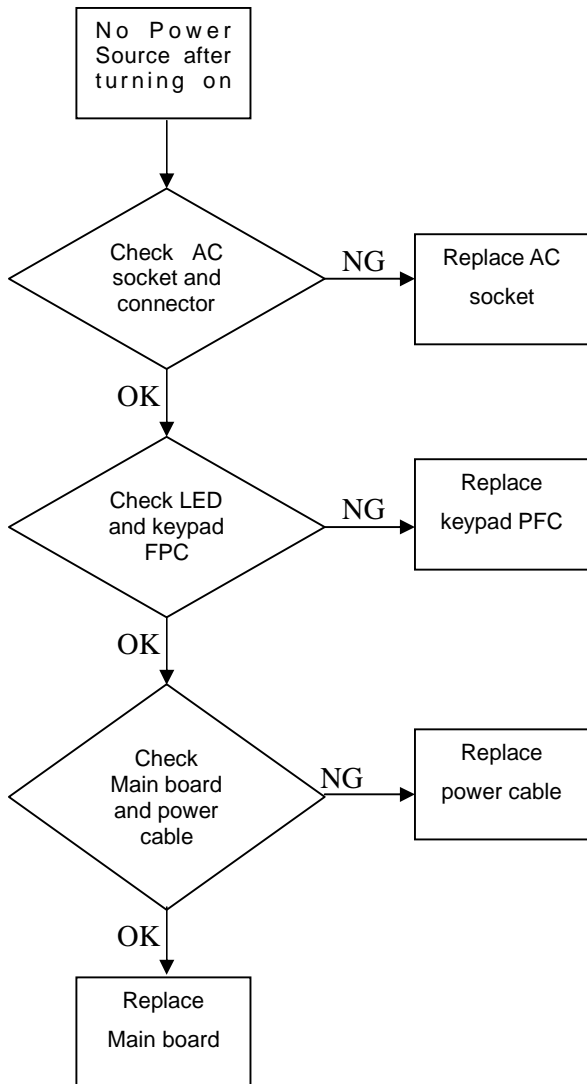 No Power
Source after
turning on
Check AC
socket and
connector
NG
Replace AC
socket
OK
Check LED
and keypad
FPC
NG
Replace
keypad PFC
OK
Check
Main board
and power
cable
NG
Replace
power cable
OK
Replace
Main board